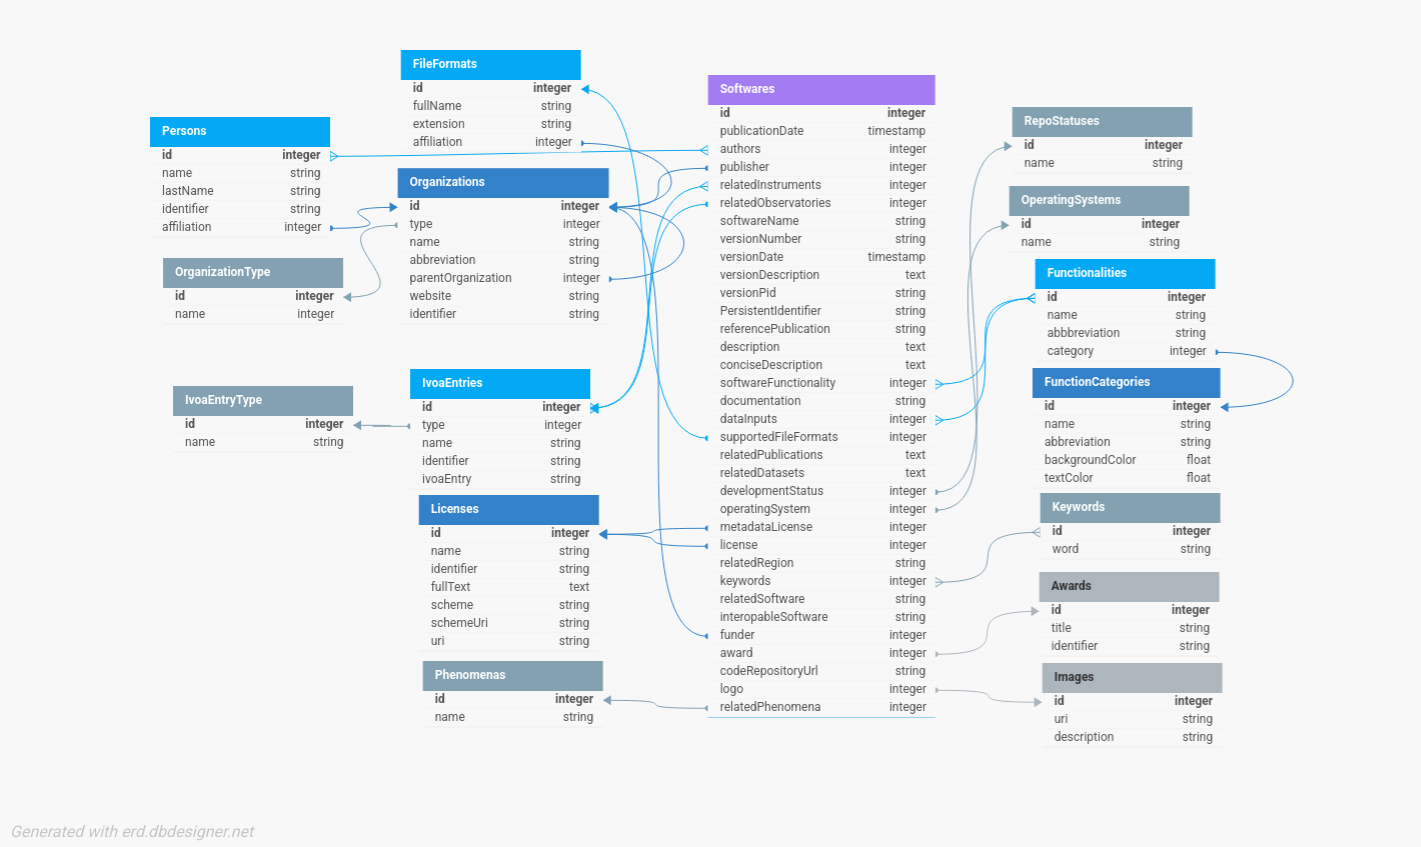 FileFormats
id integer
fullName string
extension string
affiliation integer
Persons
id integer
name string
lastName string
identifier string
affiliation integer
Organizations
id integer
type integer
name string
abbreviation string
parentOrganization integer
website string
identifier string
OrganizationType
id integer
name integer
IvoaEntryType
id integer
name string
IvoaEntries
id integer
type integer
name string
identifier string
ivoaEntry string
Licenses
id integer
name string
identifier string
fullText text
scheme string
schemeUri string
uri string
Phenomenas
id integer
name string
Softwares
id integer
publicationDate timestamp
authors integer
publisher integer
relatedInstruments integer
relatedObservatories integer
softwareName string
versionNumber string
versionDate timestamp
versionDescription text
versionPid string
PersistentIdentifier string
referencePublication string
description text
conciseDescription text
softwareFunctionality integer
documentation string
dataInputs integer
supportedFileFormats integer
relatedPublications text
relatedDatasets text
developmentStatus integer
operatingSystem integer
metadataLicense integer
license integer
relatedRegion string
keywords integer
relatedSoftware string
interopableSoftware string
funder integer
award integer
codeRepositoryUrl string
logo integer
relatedPhenomena integer
RepoStatuses
id integer
name string
OperatingSystems
id integer
name string
Functionalities
id integer
name string
abbbreviation string
category integer
FunctionCategories
id integer
name string
abbreviation string
backgroundColor float
textColor float
Keywords
id integer
word string
Awards
id integer
title string
identifier string
Images
id integer
uri string
description string
Generated with erd.dbdesigner.net